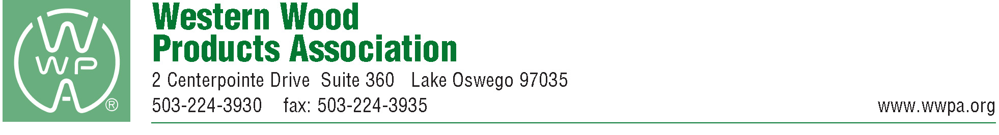 W
W W P
A ®
Western Wood
Products Association
2 Centerpointe Drive  Suite 360   Lake Oswego 97035
503-224-3930    fax: 503-224-3935
www.wwpa.org